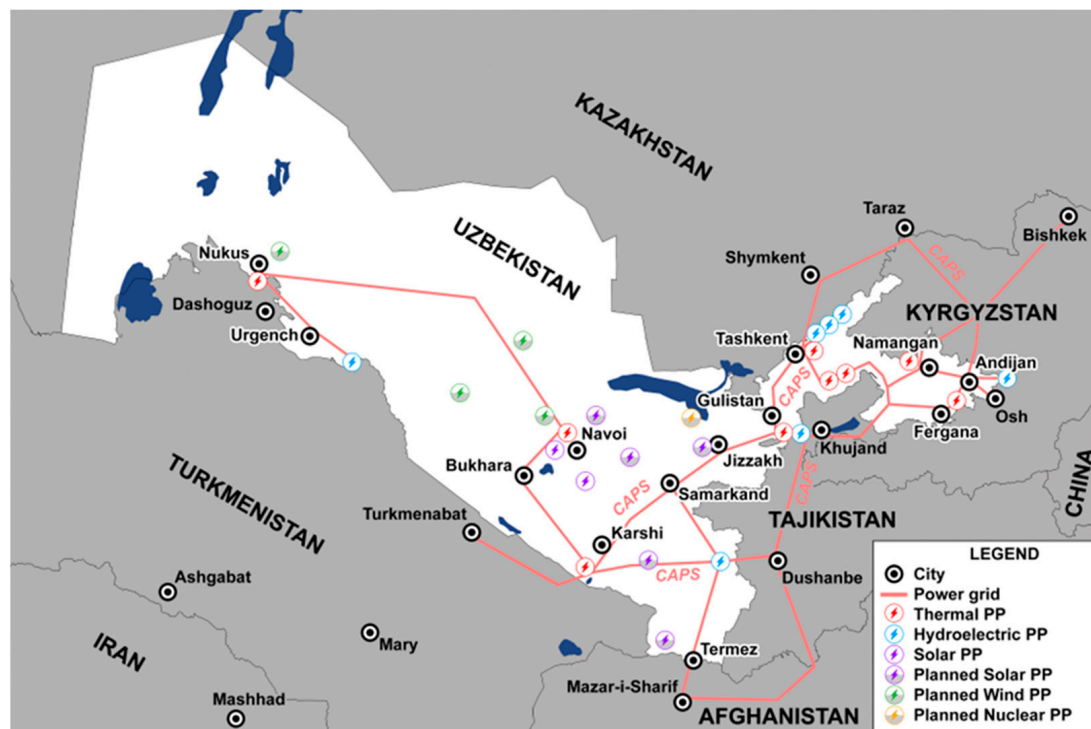 KAZAKHSTAN
Taraz
Bishkek
CAPS
UZBEKISTAN
Shymkent
Nukus
KYRGYZSTAN
Dashoguz
Urgench
Tashkent
Namangan
Andijan
CAPS
Gulistan
Osh
Fergana
Navoi
Jizzakh
Khujand
Bukhara
CHINA
CAPS
Samarkand
CAPS
TURKMENISTAN
Turkmenabat
TAJIKISTAN
Karshi
CAPS
Dushanbe
Ashgabat
IRAN
Mary
Termez
Mazar-i-Sharif
Mashhad
AFGHANISTAN
LEGEND
City
Power grid
Thermal PP
Hydroelectric PP
Solar PP
Planned Solar PP
Planned Wind PP
Planned Nuclear PP